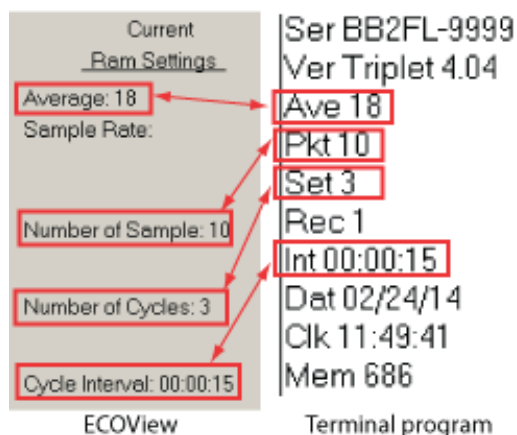 Current
Ram Settings
Average: 18
Sample Rate:
Number of Sample: 10
Number of Cycles: 3
Cycle Interval: 00:00:15
ECOView
Ser BB2FL-9999
Ver Triplet 4.04
Ave 18
Pkt 10
Set 3
Rec 1
Int 00:00:15
Dat 02/24/14
Clk 11:49:41
Mem 686
Terminal program